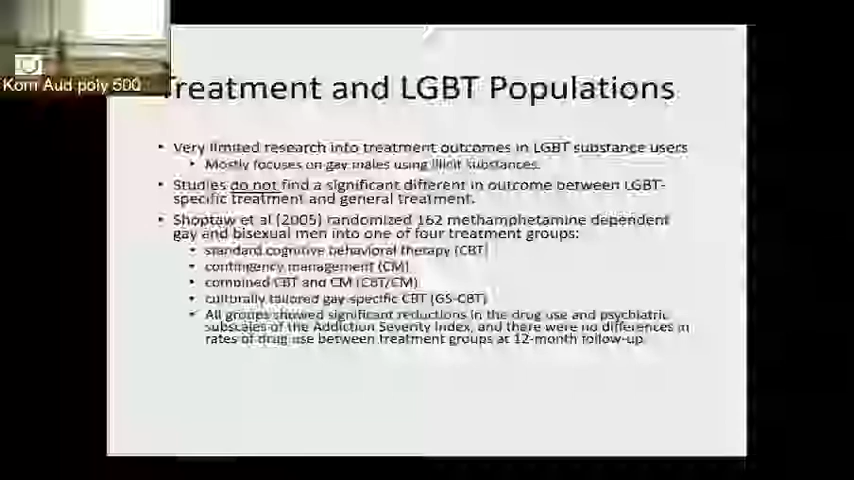 Korn Aud poly 500
Treatment and LGBT Populations
• Very limited research into treatment outcomes in LGBT substance users
• Mostly focuses on gay males using illicit substances.
• Studies do not find a significant different in outcome between LGBT-
specific treatment and general treatment.
• Shoptaw et al (2005) randomized 162 methamphetamine dependent
gay and bisexual men into one of four treatment groups:
• standard cognitive behavioral therapy (CBT)
• contingency management (CM)
• combined CBT and CM (CBT/CM)
• culturally tailored gay-specific CBT (GS-CBT)
• All groups showed significant reductions in the drug use and psychiatric
subscales of the Addiction Severity Index, and there were no differences in
rates of drug use between treatment groups at 12-month follow-up.